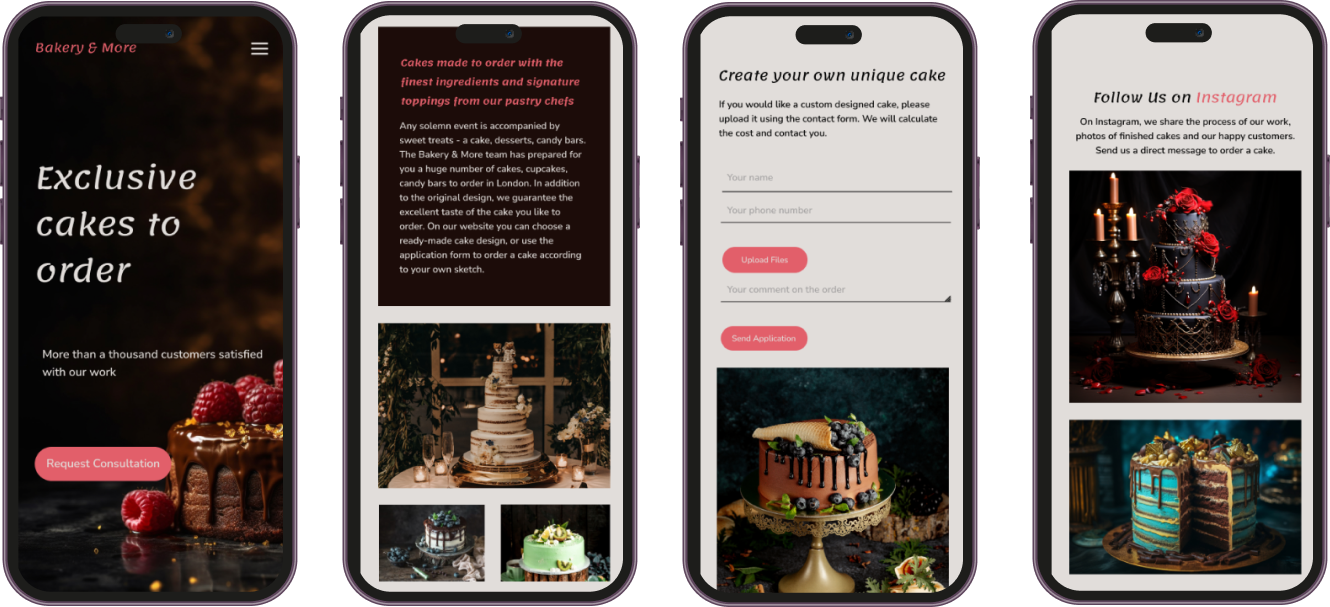 Bakery & More
Exclusive
cakes to
order
More than a thousand customers satisfied
with our work
Request Consultation
Cakes made to order with the
finest ingredients and signature
toppings from our pastry chefs
Any solemn event is accompanied by
sweet treats - a cake, desserts, candy bars.
The Bakery & More team has prepared for
you a huge number of cakes, cupcakes,
candy bars to order in London. In addition
to the original design, we guarantee the
excellent taste of the cake you like to
order. On our website you can choose a
ready-made cake design, or use the
application form to order a cake according
to your own sketch.
Create your own unique cake
If you would like a custom designed cake, please
upload it using the contact form. We will calculate
the cost and contact you.
Your name
Your phone number
Upload Files
Your comment on the order
Send Application
Follow Us on Instagram
On Instagram, we share the process of our work,
photos of finished cakes and our happy customers.
Send us a direct message to order a cake.